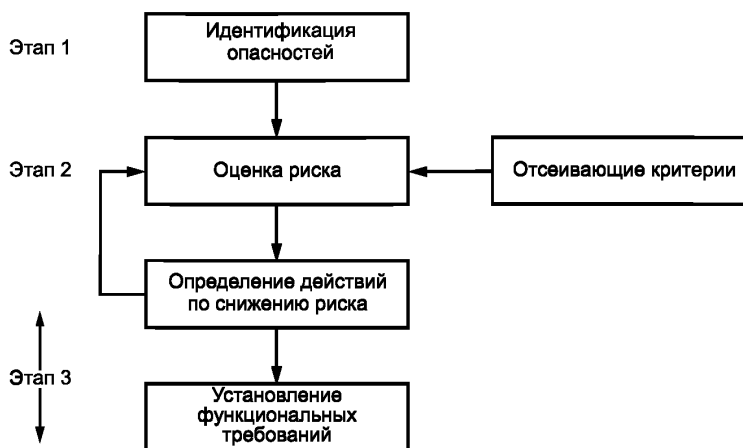 Этап 1
Идентификация
опасностей
Этап 2
Оценка риска
Отсеивающие критерии
Определение действий
по снижению риска
Этап 3
Установление
функциональных
требований